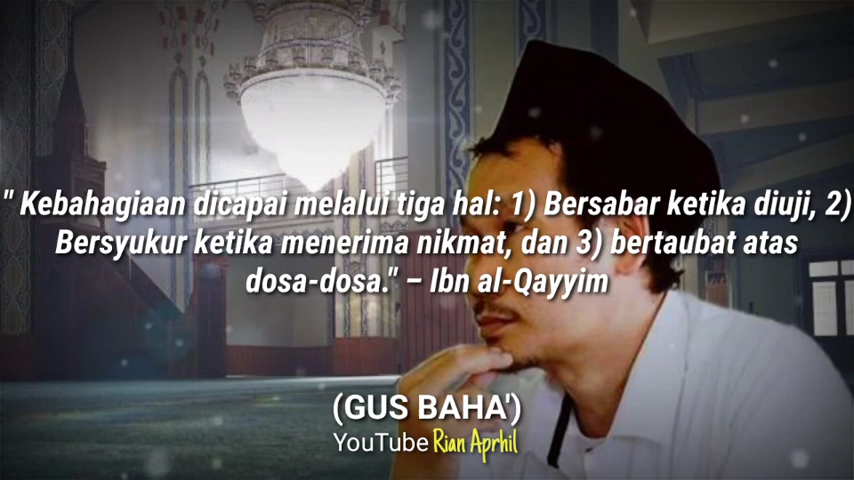 " Kebahagiaan dicapai melalui tiga hal: 1) Bersabar ketika diuji, 2)
Bersyukur ketika menerima nikmat, dan 3) bertaubat atas
dosa-dosa." – Ibn al-Qayyim
(GUS BAHA')
YouTube Rian Aprhil